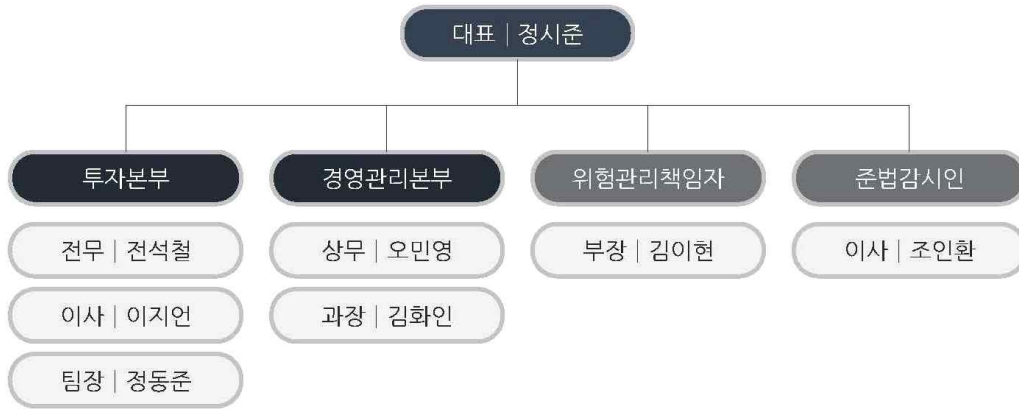 대표 | 정시준
투자본부
경영관리본부
위험관리책임자
준법감시인
전무 | 전석철
상무 | 오민영
부장 | 김이현
이사 | 조인환
이사 | 이지언
과장 | 김화인
팀장 | 정동준